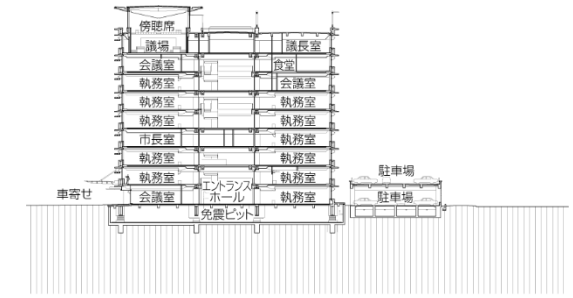 傍聴席
議場
議長室
会議室
食堂
執務室
会議室
執務室
執務室
執務室
執務室
市長室
執務室
執務室
執務室
執務室
執務室
駐車場
車寄せ
会議室
エントランス
ホール
執務室
駐車場
免震ピット